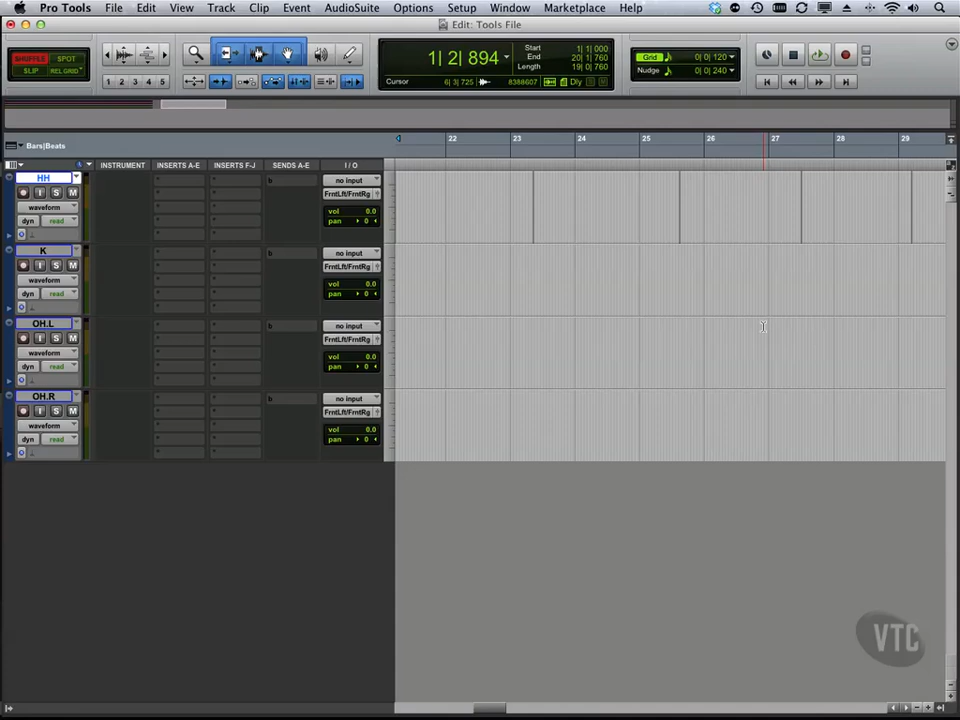 Pro Tools File Edit View Track Clip Event AudioSuite Options Setup Window Marketplace Help
Edit: Tools File
SHUFFLE SPOT
SLIP REL GRID
1 2 3 4 5
1| 2| 894
Start 1| 1| 000
End 20| 1| 760
Length 19| 0| 760
Cursor 6| 3| 725 8388607 Dly
Grid 0| 0| 120
Nudge 0| 0| 240
Bars|Beats
22 23 24 25 26 27 28 29
INSTRUMENT INSERTS A-E INSERTS F-J SENDS A-E I / O
HH
I S M
waveform
dyn read
b
no input
FrntLft/FrntRg
vol 0.0
pan 0
K
I S M
waveform
dyn read
b
no input
FrntLft/FrntRg
vol 0.0
pan 0
OH.L
I S M
waveform
dyn read
b
no input
FrntLft/FrntRg
vol 0.0
pan 0
OH.R
I S M
waveform
dyn read
b
no input
FrntLft/FrntRg
vol 0.0
pan 0
VTC